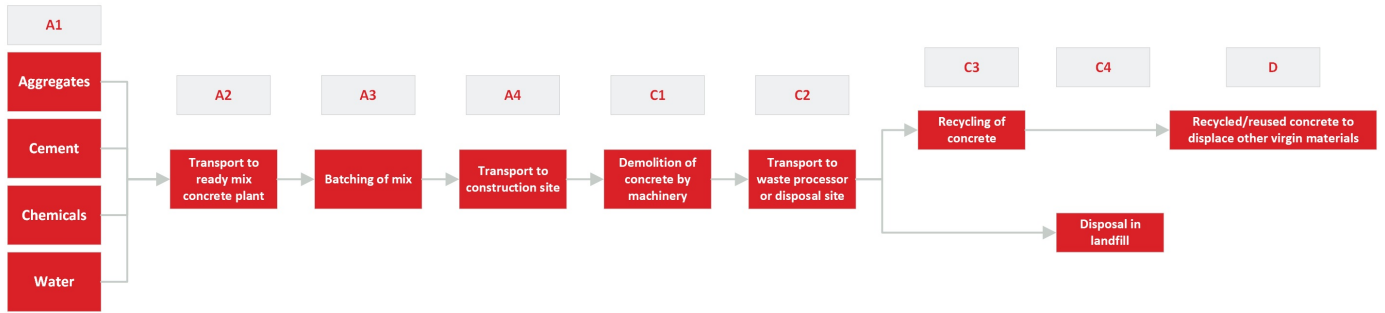 A1
Aggregates
Cement
Chemicals
Water
A2
Transport to
ready mix
concrete plant
A3
Batching of mix
A4
Transport to
construction site
C1
Demolition of
concrete by
machinery
C2
Transport to
waste processor
or disposal site
C3
Recycling of
concrete
C4
Disposal in
landfill
D
Recycled/reused concrete to
displace other virgin materials